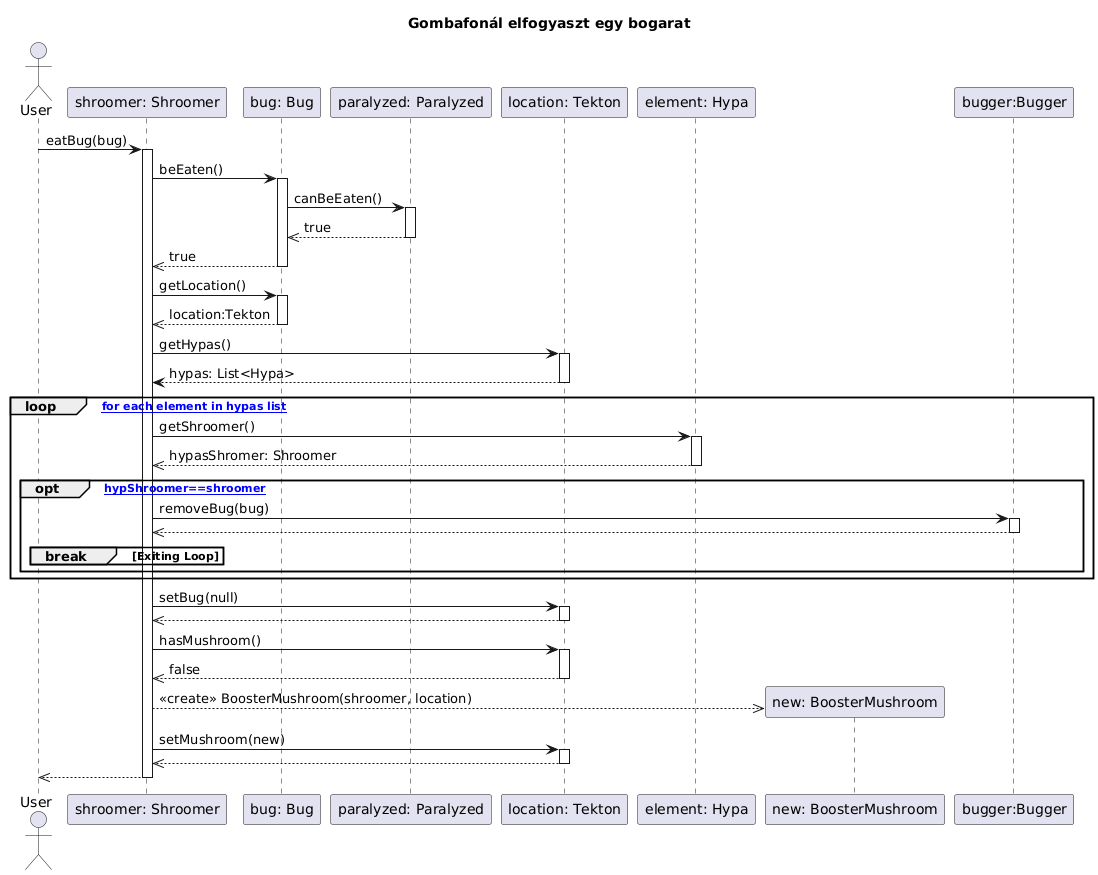 Gombafonál elfogyaszt egy bogarat
User
shroomer: Shroomer
bug: Bug
paralyzed: Paralyzed
location: Tekton
element: Hypa
bugger:Bugger
eatBug(bug)
beEaten()
canBeEaten()
true
true
getLocation()
location:Tekton
getHypas()
hypas: List<Hypa>
loop
for each element in hypas list
getShroomer()
hypasShromer: Shroomer
opt
hypShroomer==shroomer
removeBug(bug)
break
[Exiting Loop]
setBug(null)
hasMushroom()
false
«create» BoosterMushroom(shroomer, location)
new: BoosterMushroom
setMushroom(new)
User
shroomer: Shroomer
bug: Bug
paralyzed: Paralyzed
location: Tekton
element: Hypa
new: BoosterMushroom
bugger:Bugger